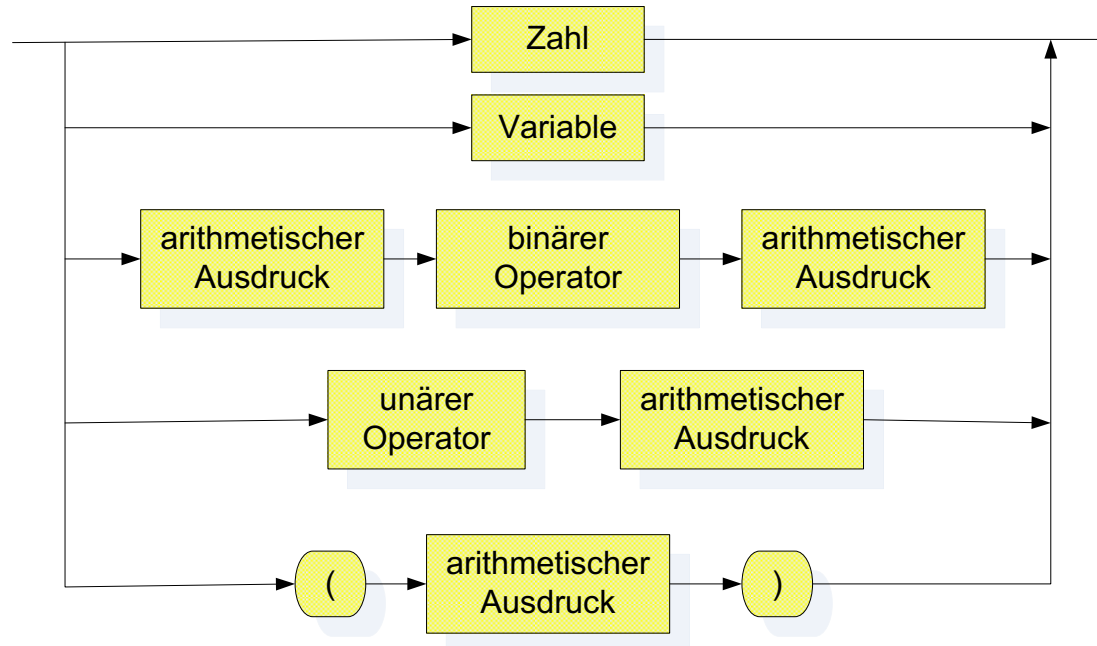 Zahl
Variable
arithmetischer
Ausdruck
binärer
Operator
arithmetischer
Ausdruck
unärer
Operator
arithmetischer
Ausdruck
(
arithmetischer
Ausdruck
)